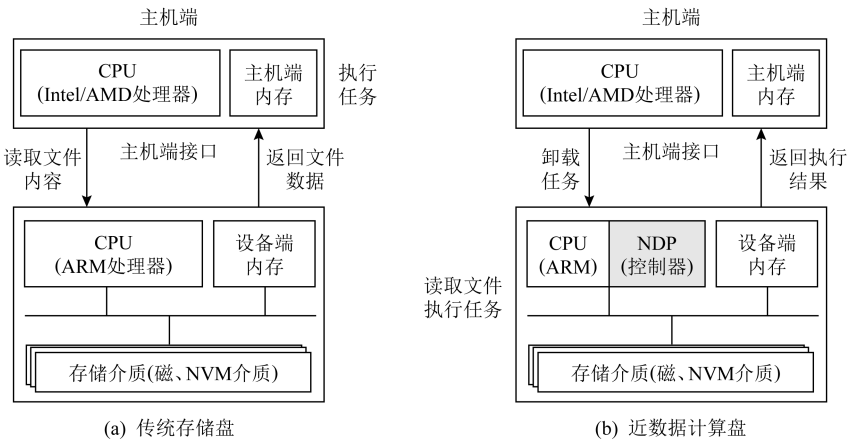 主机端
CPU
(Intel/AMD处理器)
主机端
内存
执行
任务
读取文件
内容
主机端接口
返回文件
数据
CPU
(ARM处理器)
设备端
内存
存储介质(磁、NVM介质)
(a) 传统存储盘
主机端
CPU
(Intel/AMD处理器)
主机端
内存
卸载
任务
主机端接口
返回执行
结果
读取文件
执行任务
CPU
(ARM)
NDP
(控制器)
设备端
内存
存储介质(磁、NVM介质)
(b) 近数据计算盘